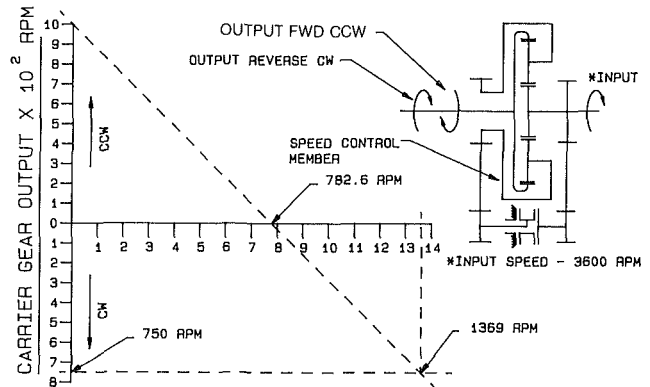 CARRIER GEAR OUTPUT X 10² RPM
10
9
8
7
6
5
4
3
2
1
0
1
2
3
4
5
6
7
8
CCW
CW
1 2 3 4 5 6 7 8 9 10 11 12 13 14
OUTPUT FWD CCW
OUTPUT REVERSE CW
*INPUT
SPEED CONTROL
MEMBER
782.6 RPM
*INPUT SPEED - 3600 RPM
750 RPM
1369 RPM